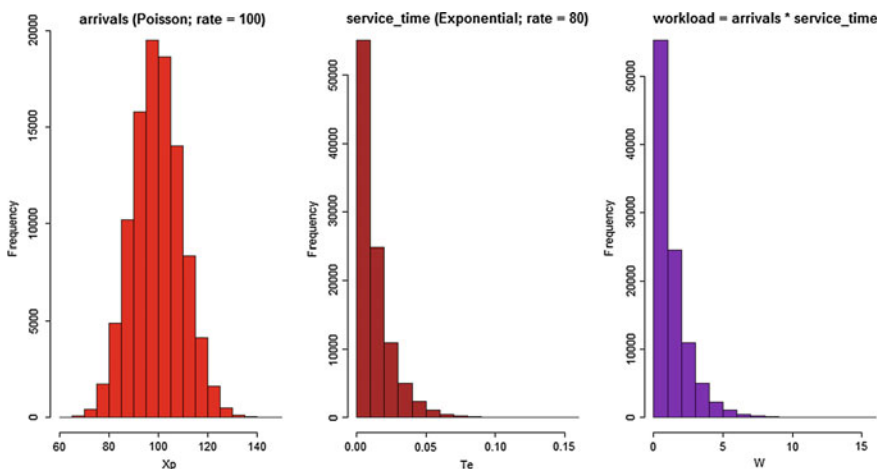 arrivals (Poisson; rate = 100)
Frequency
20000
15000
10000
5000
0
60 80 100 120 140
Xp
service_time (Exponential; rate = 80)
Frequency
50000
40000
30000
20000
10000
0
0.00 0.05 0.10 0.15
Te
workload = arrivals * service_time
Frequency
50000
40000
30000
20000
10000
0
0 5 10 15
W